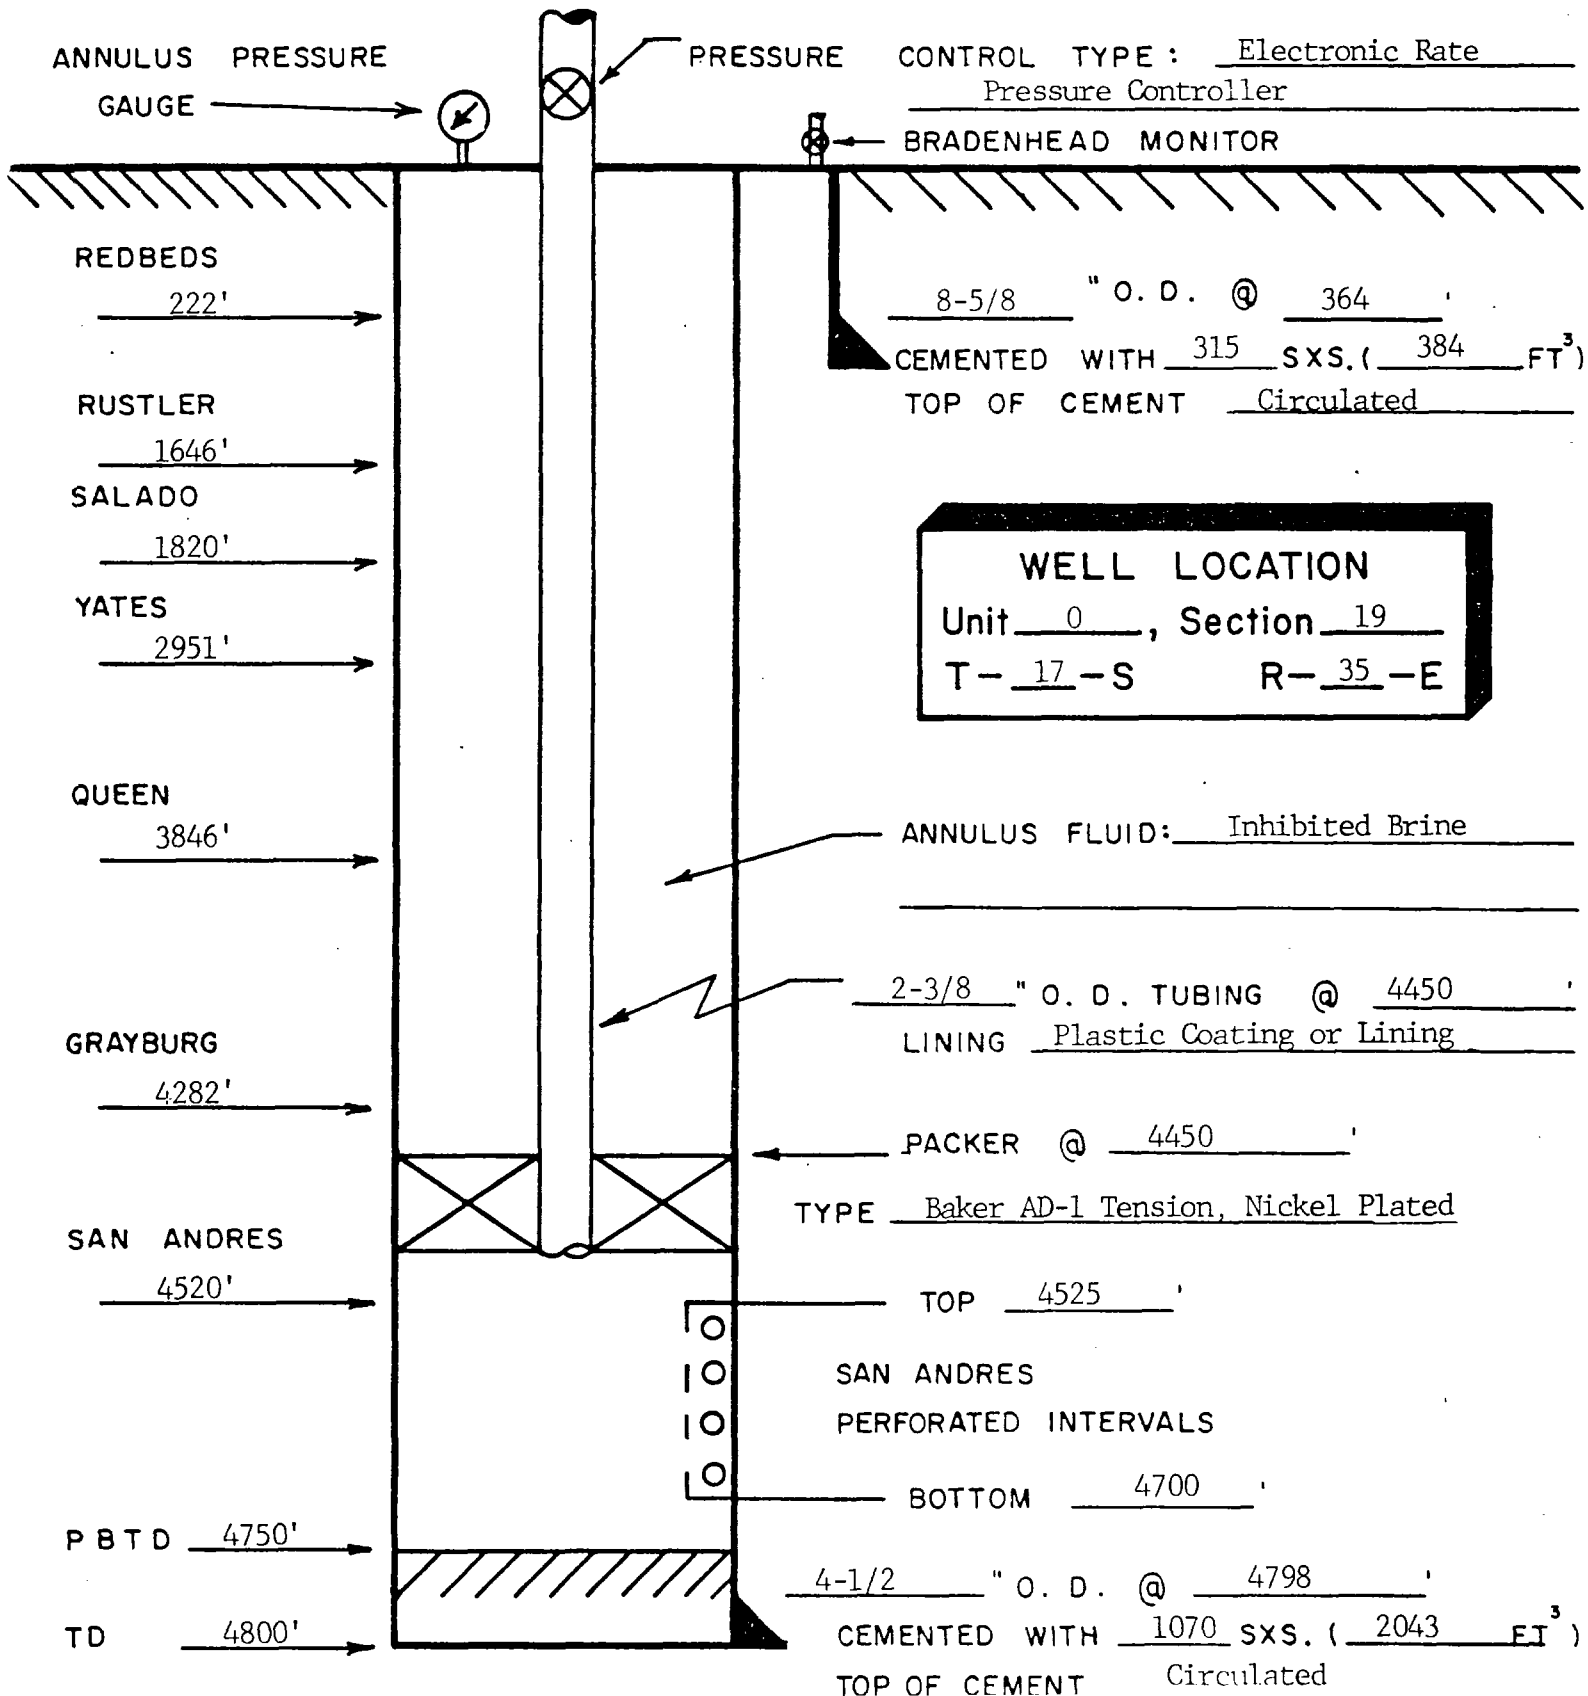 ANNULUS PRESSURE
GAUGE
PRESSURE CONTROL TYPE: Electronic Rate
Pressure Controller
BRADENHEAD MONITOR
REDBEDS
222'
8-5/8 " O.D. @ 364 '
CEMENTED WITH 315 SXS. ( 384 FT³)
TOP OF CEMENT Circulated
RUSTLER
1646'
SALADO
1820'
YATES
2951'
WELL LOCATION
Unit 0, Section 19
T-17-S R-35-E
QUEEN
3846'
ANNULUS FLUID: Inhibited Brine
2-3/8 " O. D. TUBING @ 4450 '
LINING Plastic Coating or Lining
GRAYBURG
4282'
PACKER @ 4450 '
TYPE Baker AD-1 Tension, Nickel Plated
SAN ANDRES
4520'
TOP 4525 '
SAN ANDRES
PERFORATED INTERVALS
BOTTOM 4700 '
PBTD 4750'
4-1/2 " O. D. @ 4798 '
TD 4800'
CEMENTED WITH 1070 SXS. ( 2043 FT³)
TOP OF CEMENT Circulated